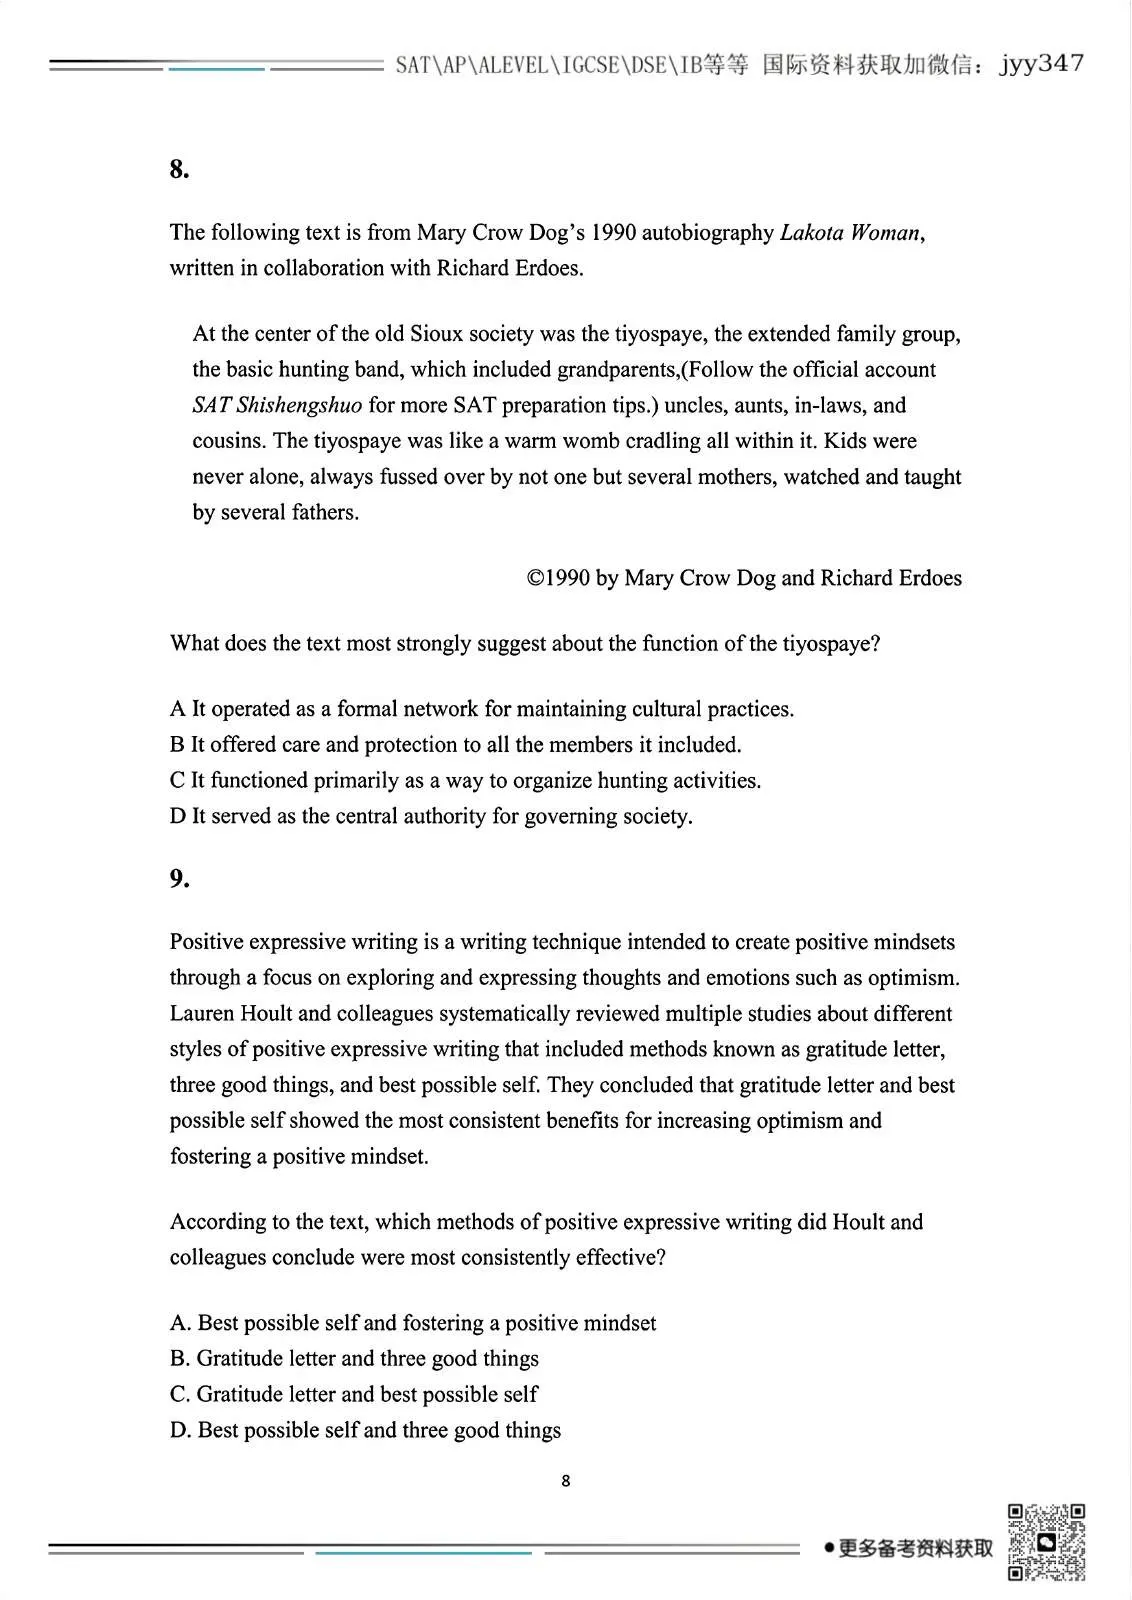 SAT\AP\ALEVEL\IGCSE\DSE\IB等等 国际资料获取加微信：jyy347
8.
The following text is from Mary Crow Dog’s 1990 autobiography Lakota Woman,
written in collaboration with Richard Erdoes.
At the center of the old Sioux society was the tiyospaye, the extended family group,
the basic hunting band, which included grandparents,(Follow the official account
SAT Shishengshuo for more SAT preparation tips.) uncles, aunts, in-laws, and
cousins. The tiyospaye was like a warm womb cradling all within it. Kids were
never alone, always fussed over by not one but several mothers, watched and taught
by several fathers.
©1990 by Mary Crow Dog and Richard Erdoes
What does the text most strongly suggest about the function of the tiyospaye?
A It operated as a formal network for maintaining cultural practices.
B It offered care and protection to all the members it included.
C It functioned primarily as a way to organize hunting activities.
D It served as the central authority for governing society.
9.
Positive expressive writing is a writing technique intended to create positive mindsets
through a focus on exploring and expressing thoughts and emotions such as optimism.
Lauren Hoult and colleagues systematically reviewed multiple studies about different
styles of positive expressive writing that included methods known as gratitude letter,
three good things, and best possible self. They concluded that gratitude letter and best
possible self showed the most consistent benefits for increasing optimism and
fostering a positive mindset.
According to the text, which methods of positive expressive writing did Hoult and
colleagues conclude were most consistently effective?
A. Best possible self and fostering a positive mindset
B. Gratitude letter and three good things
C. Gratitude letter and best possible self
D. Best possible self and three good things
8
●更多备考资料获取